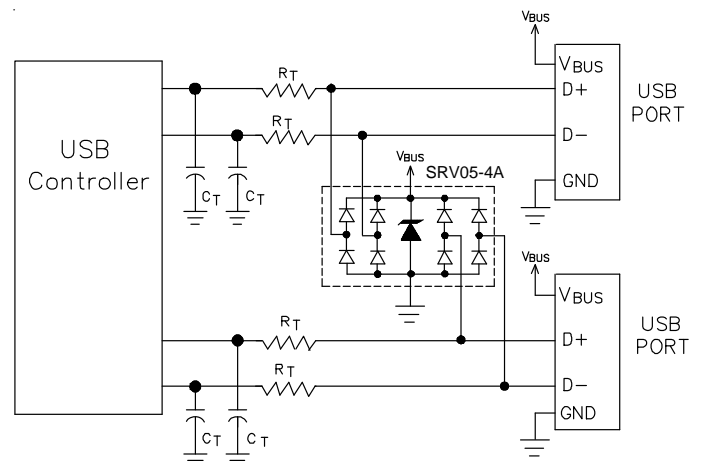 VBUS
RT
VBUS
D+
USB
PORT
RT
D−
USB
Controller
CT
CT
VBUS
SRV05-4A
GND
VBUS
VBUS
RT
D+
USB
PORT
RT
D−
GND
CT
CT